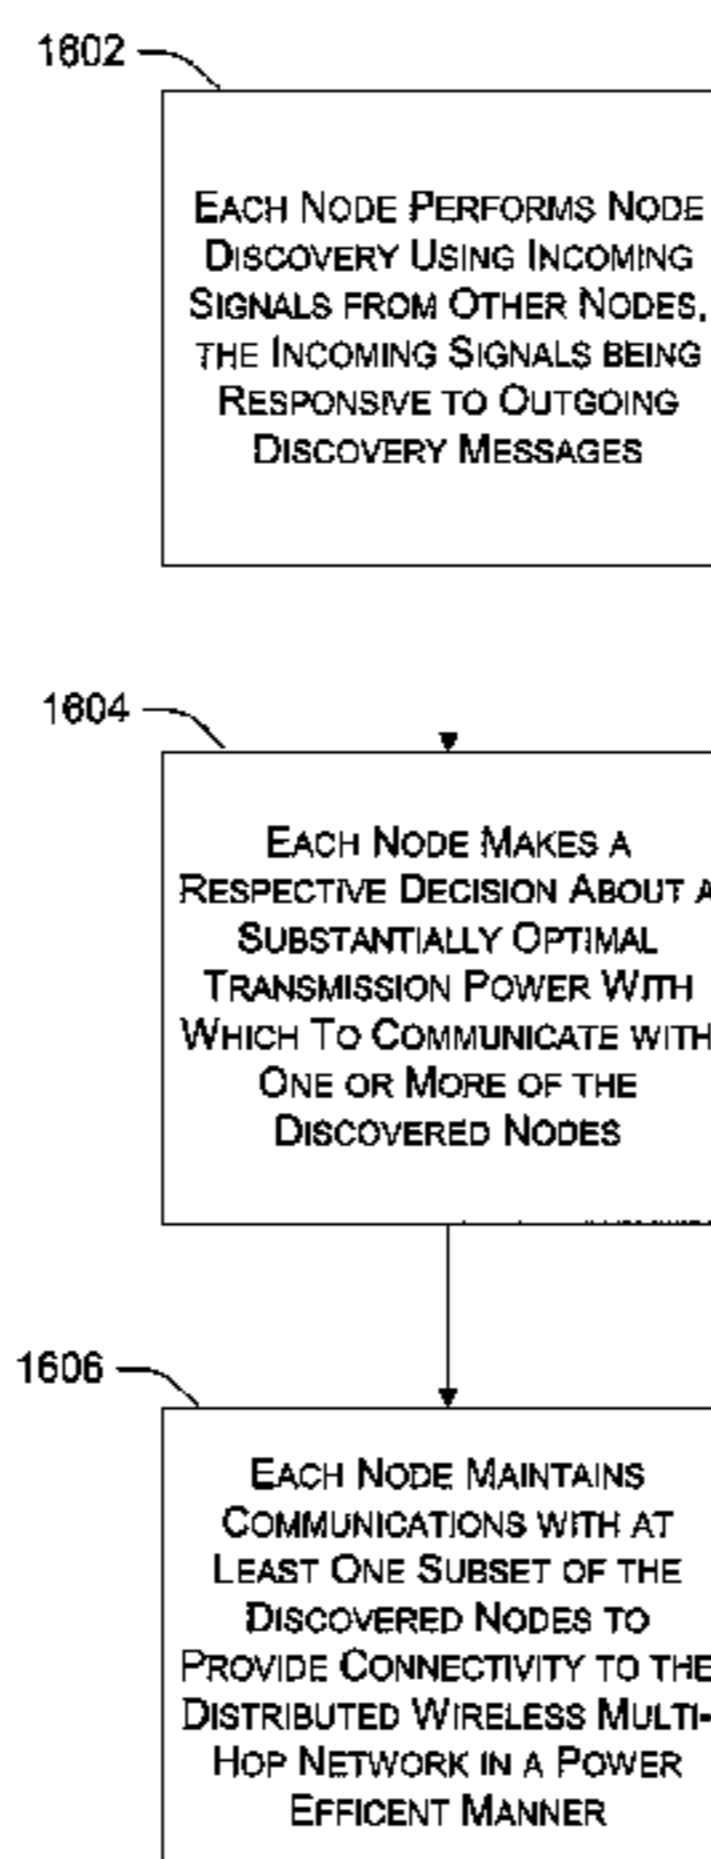 1602
EACH NODE PERFORMS NODE
DISCOVERY USING INCOMING
SIGNALS FROM OTHER NODES,
THE INCOMING SIGNALS BEING
RESPONSIVE TO OUTGOING
DISCOVERY MESSAGES
1604
EACH NODE MAKES A
RESPECTIVE DECISION ABOUT A
SUBSTANTIALLY OPTIMAL
TRANSMISSION POWER WITH
WHICH TO COMMUNICATE WITH
ONE OR MORE OF THE
DISCOVERED NODES
1606
EACH NODE MAINTAINS
COMMUNICATIONS WITH AT
LEAST ONE SUBSET OF THE
DISCOVERED NODES TO
PROVIDE CONNECTIVITY TO THE
DISTRIBUTED WIRELESS MULTI-
HOP NETWORK IN A POWER
EFFICENT MANNER